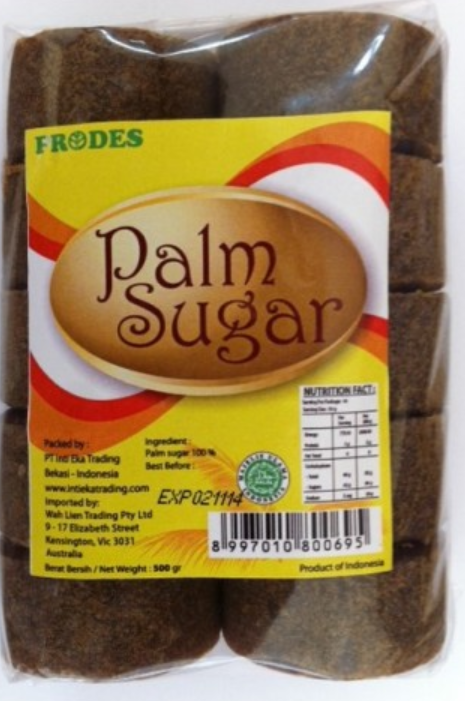 FRODES
Palm
Sugar
Packed by :
PT Inti Eka Trading
Bekasi - Indonesia
www.intiekatrading.com
Imported by:
Wah Lien Trading Pty Ltd
9 - 17 Elizabeth Street
Kensington, Vic 3031
Australia
Berat Bersih / Net Weight : 500 gr
Ingredient :
Palm sugar 100 %
Best Before :
EXP 021114
NUTRITION FACT:
8 997010 800695
Product of Indonesia